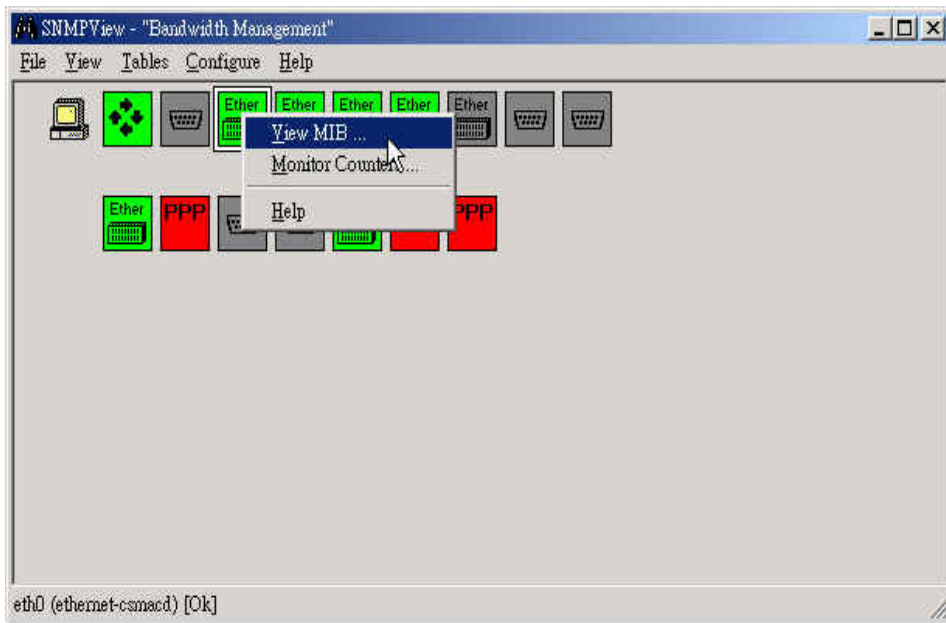 SNMPView - "Bandwidth Management"
File View Tables Configure Help
Ether Ether Ether Ether Ether
View MIB ...
Monitor Counters...
Help
Ether PPP PPP
eth0 (ethernet-csmacd) [Ok]